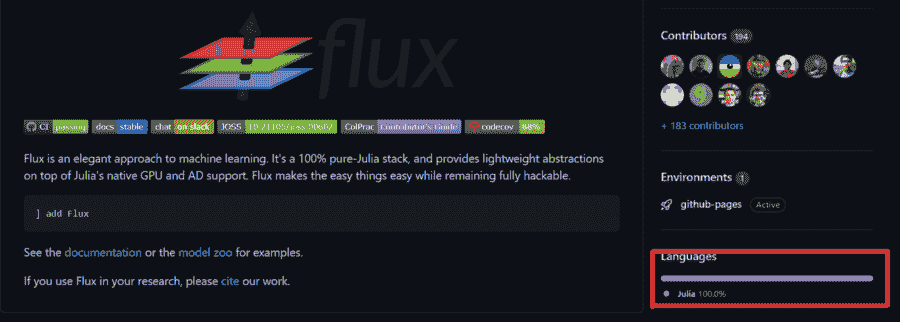 flux
CI passing docs stable chat on slack JOSS ColPrac Contributor's Guide codecov 88%
Flux is an elegant approach to machine learning. It's a 100% pure-Julia stack, and provides lightweight abstractions
on top of Julia's native GPU and AD support. Flux makes the easy things easy while remaining fully hackable.
] add Flux
See the documentation or the model zoo for examples.
If you use Flux in your research, please cite our work.
Contributors 194
+ 183 contributors
Environments 1
github-pages Active
Languages
Julia 100.0%